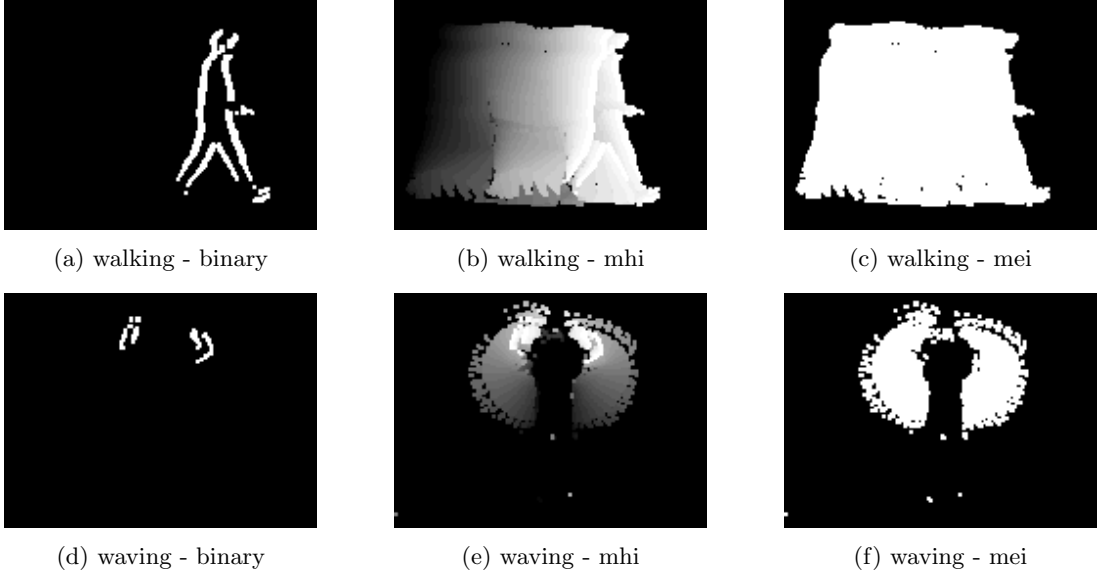 (a) walking - binary
(b) walking - mhi
(c) walking - mei
(d) waving - binary
(e) waving - mhi
(f) waving - mei